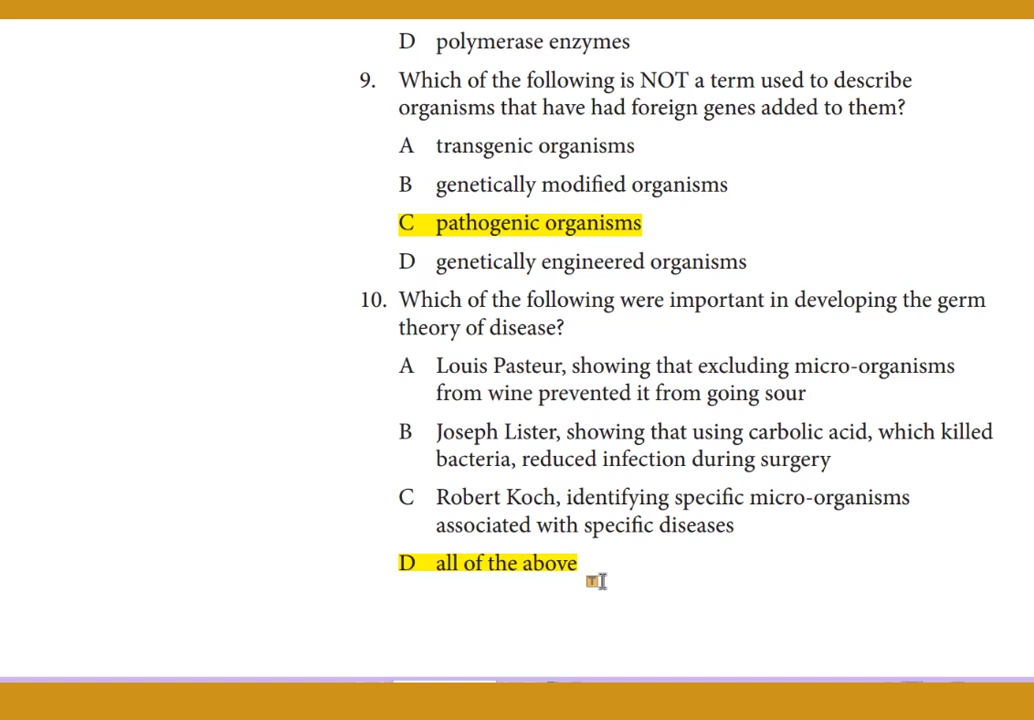 D polymerase enzymes
9. Which of the following is NOT a term used to describe
organisms that have had foreign genes added to them?
A transgenic organisms
B genetically modified organisms
C pathogenic organisms
D genetically engineered organisms
10. Which of the following were important in developing the germ
theory of disease?
A Louis Pasteur, showing that excluding micro-organisms
from wine prevented it from going sour
B Joseph Lister, showing that using carbolic acid, which killed
bacteria, reduced infection during surgery
C Robert Koch, identifying specific micro-organisms
associated with specific diseases
D all of the above